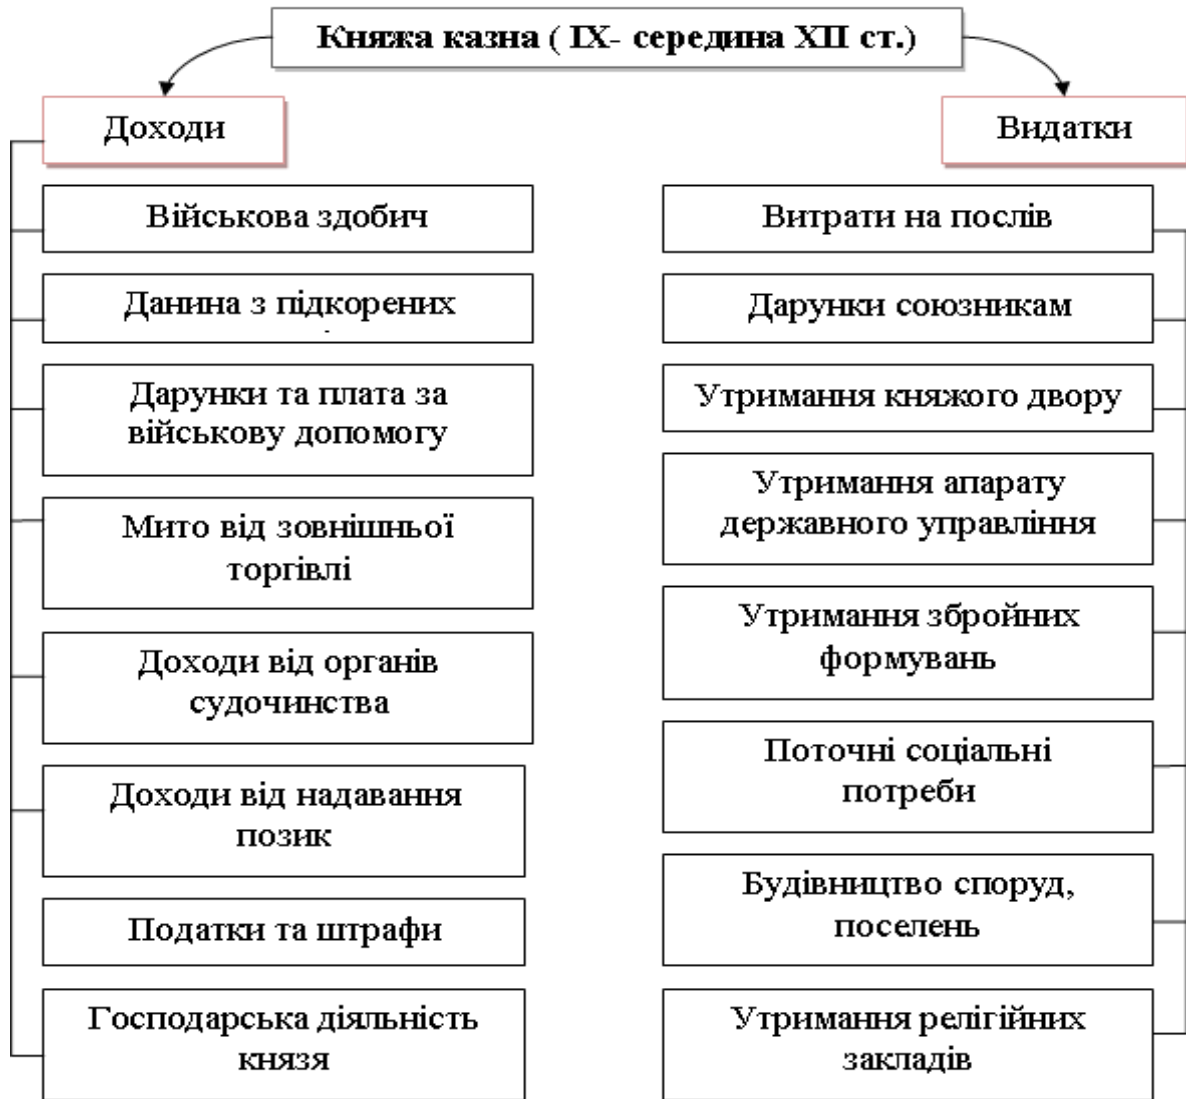 Княжа казна ( IX- середина XII ст.)
Доходи
Видатки
Військова здобич
Данина з підкорених
Дарунки та плата за
військову допомогу
Мито від зовнішньої
торгівлі
Доходи від органів
судочинства
Доходи від надавання
позик
Податки та штрафи
Господарська діяльність
князя
Витрати на послів
Дарунки союзникам
Утримання княжого двору
Утримання апарату
державного управління
Утримання збройних
формувань
Поточні соціальні
потреби
Будівництво споруд,
поселень
Утримання релігійних
закладів